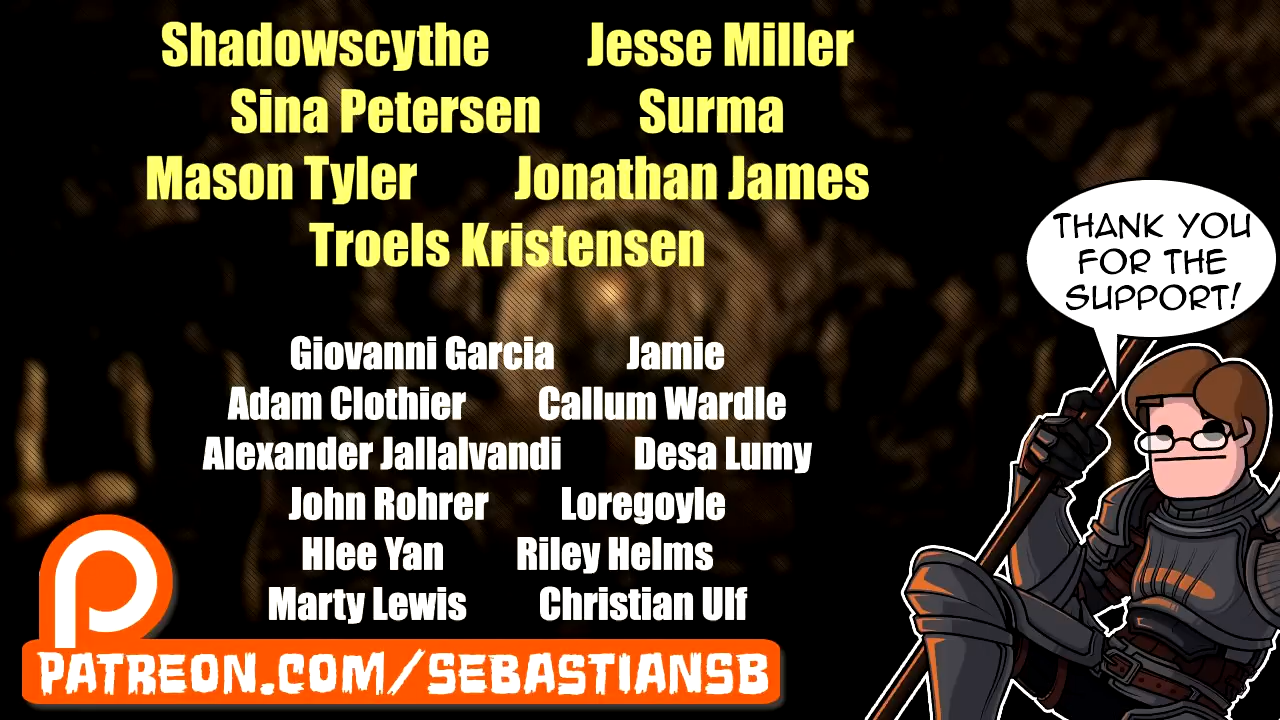 Shadowscythe Jesse Miller
Sina Petersen Surma
Mason Tyler Jonathan James
Troels Kristensen
Giovanni Garcia Jamie
Adam Clothier Callum Wardle
Alexander Jallalvandi Desa Lumy
John Rohrer Loregoyle
Hlee Yan Riley Helms
Marty Lewis Christian Ulf
PATREON.COM/SEBASTIANSB
THANK YOU
FOR THE
SUPPORT!